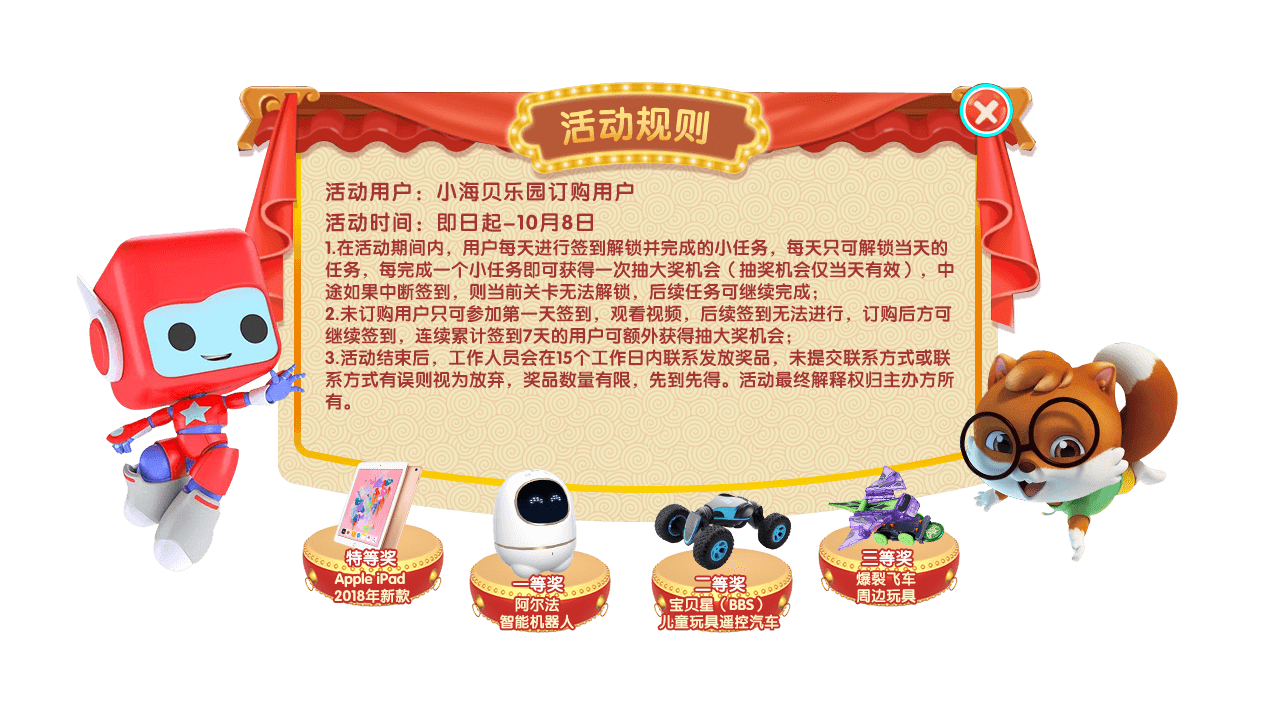 活动规则
活动用户：小海贝乐园订购用户
活动时间：即日起-10月8日
1.在活动期间内，用户每天进行签到解锁并完成的小任务，每天只可解锁当天的
任务，每完成一个小任务即可获得一次抽大奖机会（抽奖机会仅当天有效），中
途如果中断签到，则当前关卡无法解锁，后续任务可继续完成；
2.未订购用户只可参加第一天签到，观看视频，后续签到无法进行，订购后方可
继续签到，连续累计签到7天的用户可额外获得抽大奖机会；
3.活动结束后，工作人员会在15个工作日内联系发放奖品，未提交联系方式或联
系方式有误则视为放弃，奖品数量有限，先到先得。活动最终解释权归主办方所
有。
特等奖
Apple iPad
2018年新款
一等奖
阿尔法
智能机器人
二等奖
宝贝星（BBS）
儿童玩具遥控汽车
三等奖
爆裂飞车
周边玩具